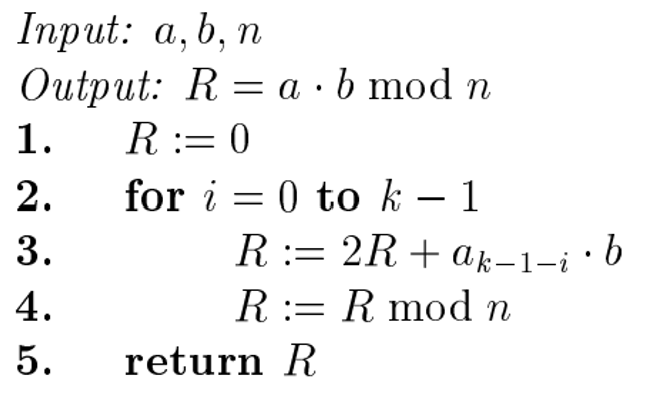 Input: a, b, n
Output: R = a · b mod n
1. R := 0
2. for i = 0 to k − 1
3. R := 2R + a_{k−1−i} · b
4. R := R mod n
5. return R